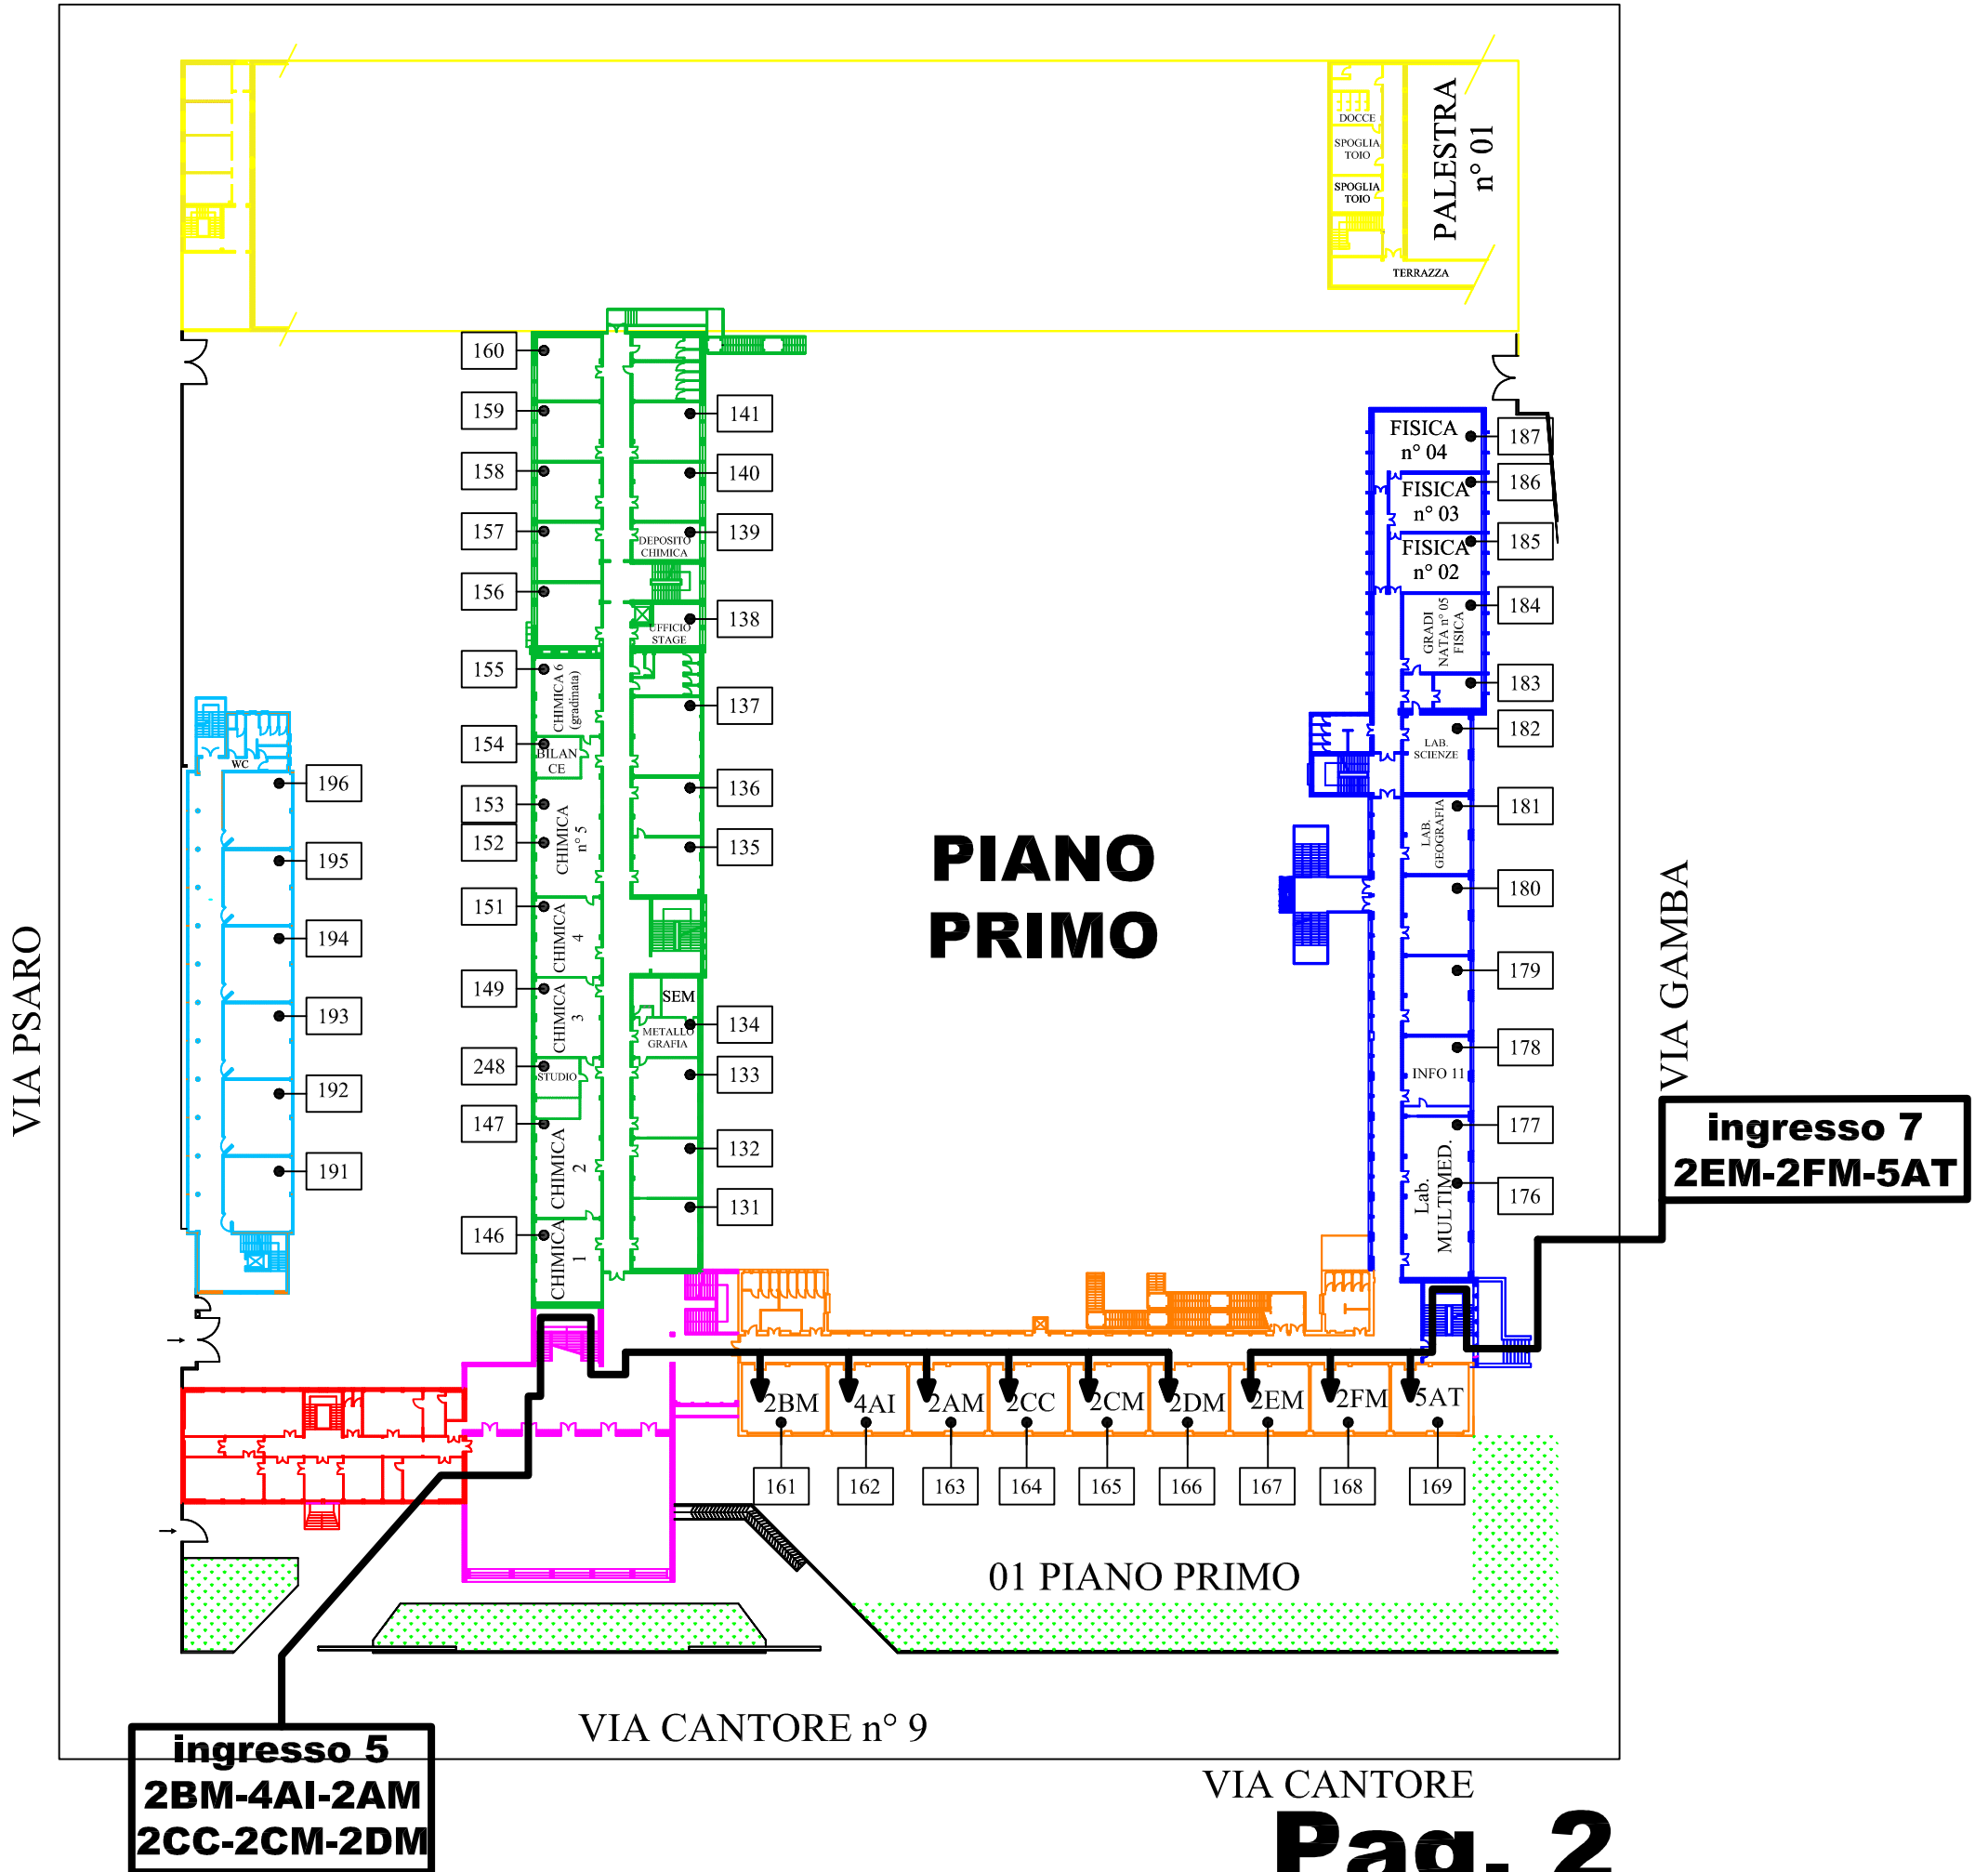 DOCCE
SPOGLIA
TOIO
SPOGLIA
TOIO
PALESTRA
n° 01
TERRAZZA
160
159
158
157
156
155
154
153
152
151
149
248
147
146
141
140
139
138
137
136
135
134
133
132
131
DEPOSITO
CHIMICA
UFFICIO
STAGE
CHIMICA 6
(gradinata)
BILAN
CE
CHIMICA
n° 5
CHIMICA
4
CHIMICA
3
STUDIO
CHIMICA
2
CHIMICA
1
SEM
METALLO
GRAFIA
WC
196
195
194
193
192
191
VIA PSARO
PIANO
PRIMO
FISICA
n° 04
FISICA
n° 03
FISICA
n° 02
GRADI
NATA n° 05
FISICA
LAB.
SCIENZE
LAB.
GEOGRAFIA
INFO 11
Lab.
MULTIMED.
187
186
185
184
183
182
181
180
179
178
177
176
VIA GAMBA
ingresso 7
2EM-2FM-5AT
2BM
4AI
2AM
2CC
2CM
2DM
2EM
2FM
5AT
161
162
163
164
165
166
167
168
169
01 PIANO PRIMO
VIA CANTORE n° 9
ingresso 5
2BM-4AI-2AM
2CC-2CM-2DM
VIA CANTORE
Pag. 2